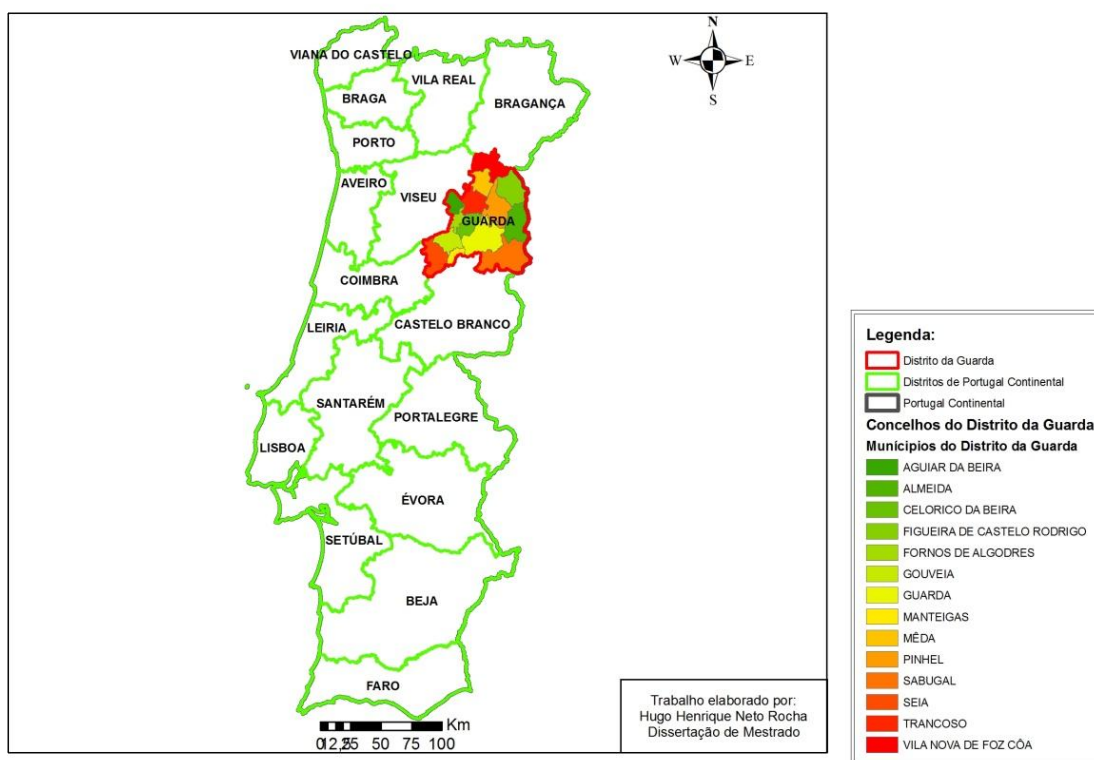 N
W E
S
VIANA DO CASTELO
VILA REAL
BRAGA
BRAGANÇA
PORTO
AVEIRO
VISEU
GUARDA
COIMBRA
LEIRIA
CASTELO BRANCO
SANTARÉM
PORTALEGRE
LISBOA
ÉVORA
SETÚBAL
BEJA
FARO
Km
0 12,5 25 50 75 100
Trabalho elaborado por:
Hugo Henrique Neto Rocha
Dissertação de Mestrado
Legenda:
Distrito da Guarda
Distritos de Portugal Continental
Portugal Continental
Concelhos do Distrito da Guarda
Munícipios do Distrito da Guarda
AGUIAR DA BEIRA
ALMEIDA
CELORICO DA BEIRA
FIGUEIRA DE CASTELO RODRIGO
FORNOS DE ALGODRES
GOUVEIA
GUARDA
MANTEIGAS
MÊDA
PINHEL
SABUGAL
SEIA
TRANCOSO
VILA NOVA DE FOZ CÔA